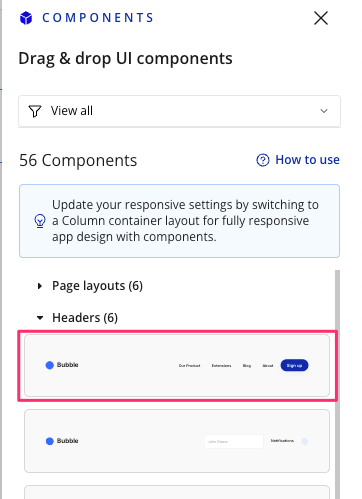 COMPONENTS
Drag & drop UI components
View all
56 Components
How to use
Update your responsive settings by switching to
a Column container layout for fully responsive
app design with components.
Page layouts (6)
Headers (6)
Bubble Our Product Extensions Blog About Sign up
Bubble Notifications